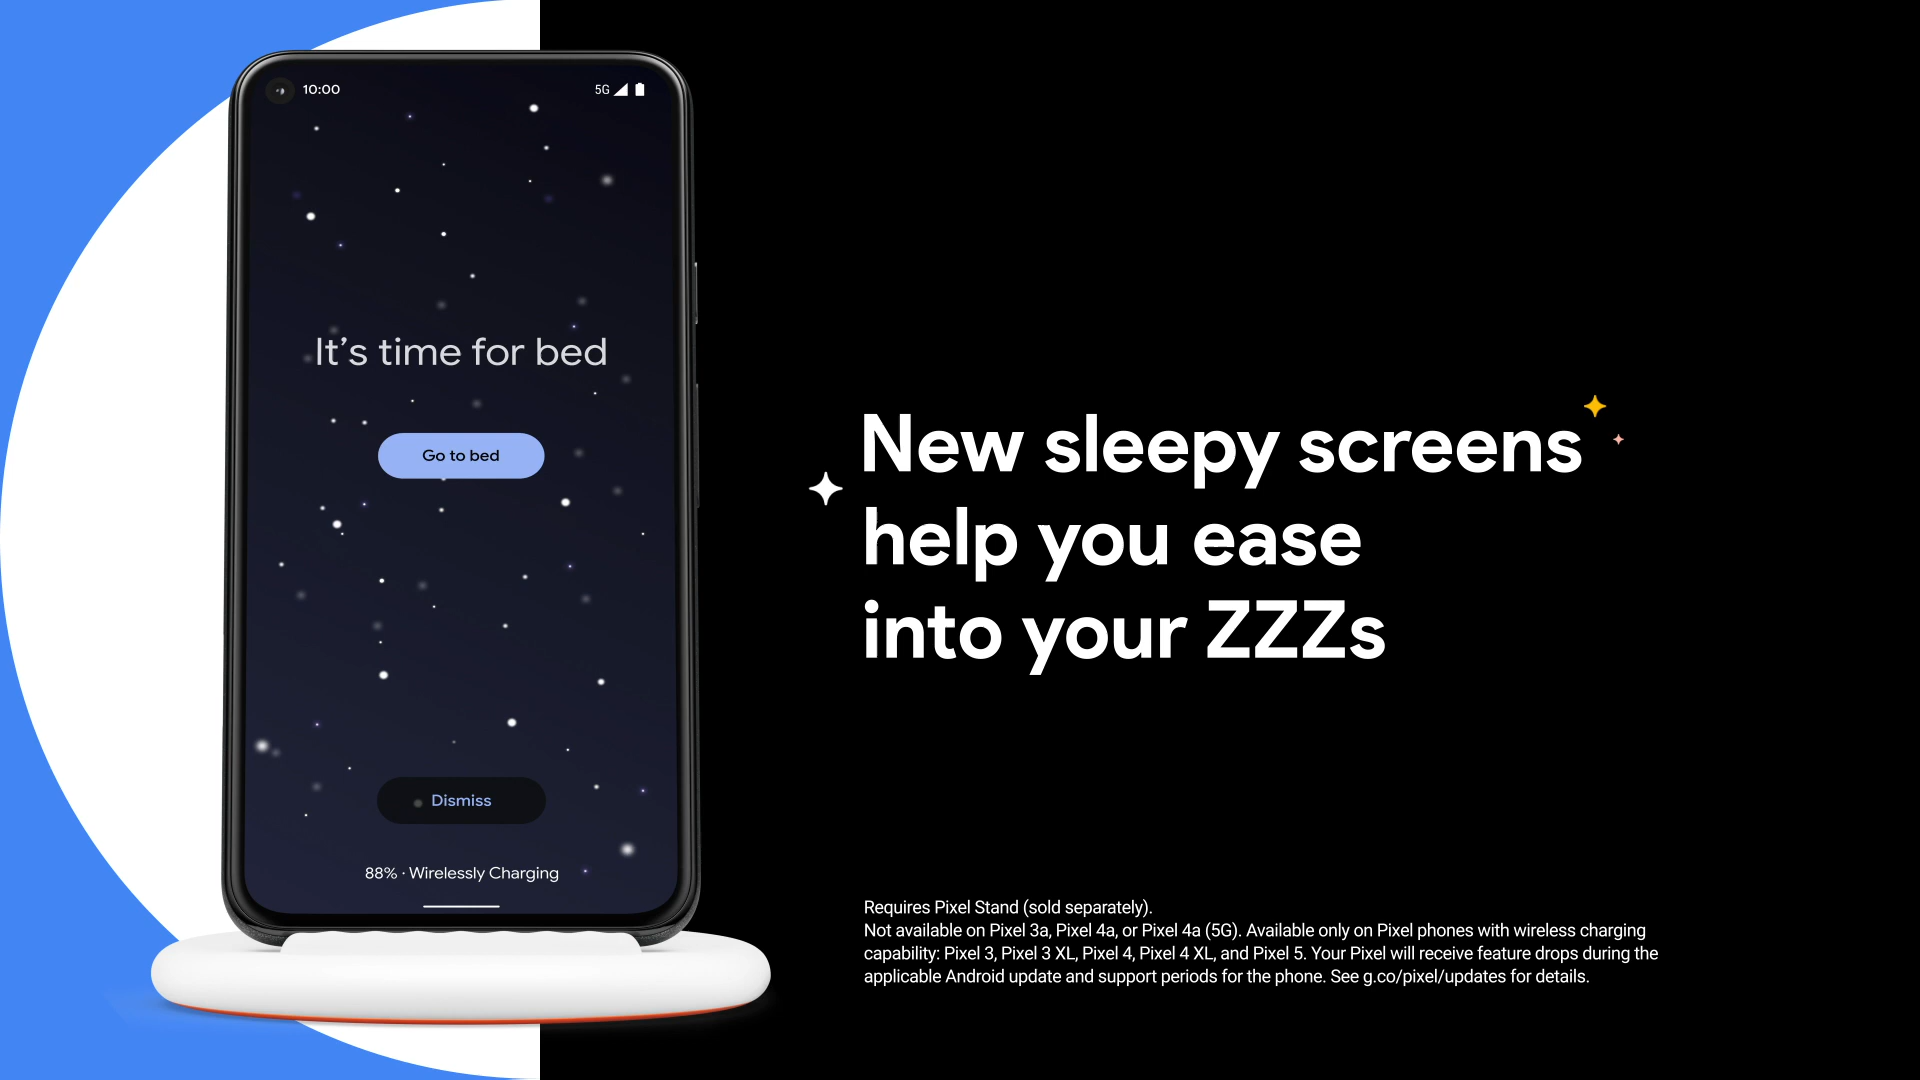 10:00
5G
It’s time for bed
Go to bed
Dismiss
88% · Wirelessly Charging
New sleepy screens
help you ease
into your ZZZs
Requires Pixel Stand (sold separately).
Not available on Pixel 3a, Pixel 4a, or Pixel 4a (5G). Available only on Pixel phones with wireless charging
capability: Pixel 3, Pixel 3 XL, Pixel 4, Pixel 4 XL, and Pixel 5. Your Pixel will receive feature drops during the
applicable Android update and support periods for the phone. See g.co/pixel/updates for details.